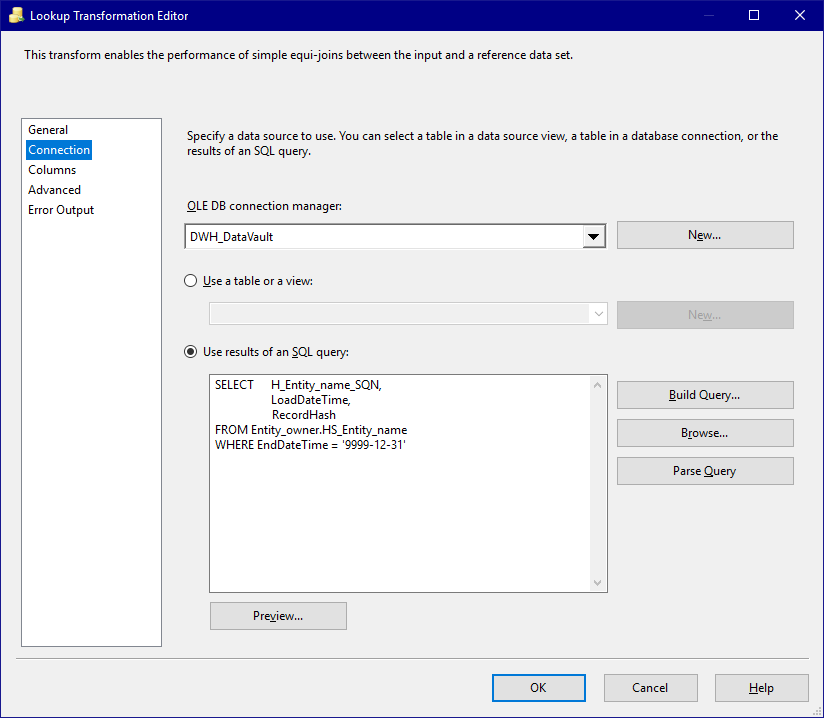 Lookup Transformation Editor
This transform enables the performance of simple equi-joins between the input and a reference data set.
General
Connection
Columns
Advanced
Error Output
Specify a data source to use. You can select a table in a data source view, a table in a database connection, or the
results of an SQL query.
OLE DB connection manager:
DWH_DataVault
New...
Use a table or a view:
New...
Use results of an SQL query:
SELECT H_Entity_name_SQN,
LoadDateTime,
RecordHash
FROM Entity_owner.HS_Entity_name
WHERE EndDateTime = '9999-12-31'
Build Query...
Browse...
Parse Query
Preview...
OK
Cancel
Help